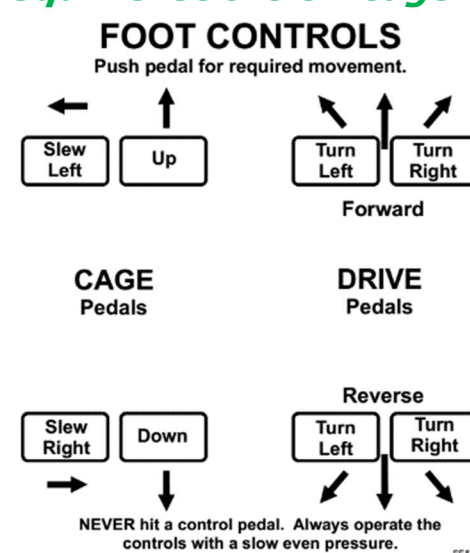 FOOT CONTROLS
Push pedal for required movement.
Slew
Left
Up
Turn
Left
Turn
Right
Forward
CAGE
Pedals
DRIVE
Pedals
Reverse
Slew
Right
Down
Turn
Left
Turn
Right
NEVER hit a control pedal. Always operate the
controls with a slow even pressure.